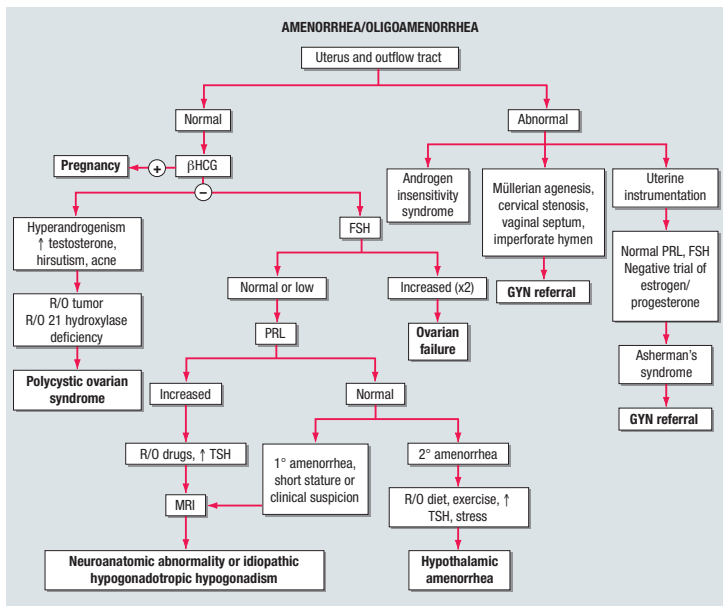 AMENORRHEA/OLIGOAMENORRHEA
Uterus and outflow tract
Normal
Abnormal
Pregnancy
+
βHCG
−
Androgen
insensitivity
syndrome
Müllerian agenesis,
cervical stenosis,
vaginal septum,
imperforate hymen
Uterine
instrumentation
Hyperandrogenism
↑ testosterone,
hirsutism, acne
FSH
Normal PRL, FSH
Negative trial of
estrogen/
progesterone
R/O tumor
R/O 21 hydroxylase
deficiency
Normal or low
Increased (x2)
GYN referral
PRL
Ovarian
failure
Asherman's
syndrome
Polycystic ovarian
syndrome
Increased
Normal
GYN referral
R/O drugs, ↑ TSH
1° amenorrhea,
short stature or
clinical suspicion
2° amenorrhea
MRI
R/O diet, exercise, ↑
TSH, stress
Neuroanatomic abnormality or idiopathic
hypogonadotropic hypogonadism
Hypothalamic
amenorrhea